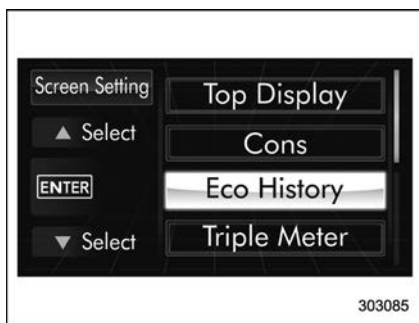 Screen Setting
▲ Select
ENTER
▼ Select
Top Display
Cons
Eco History
Triple Meter
303085